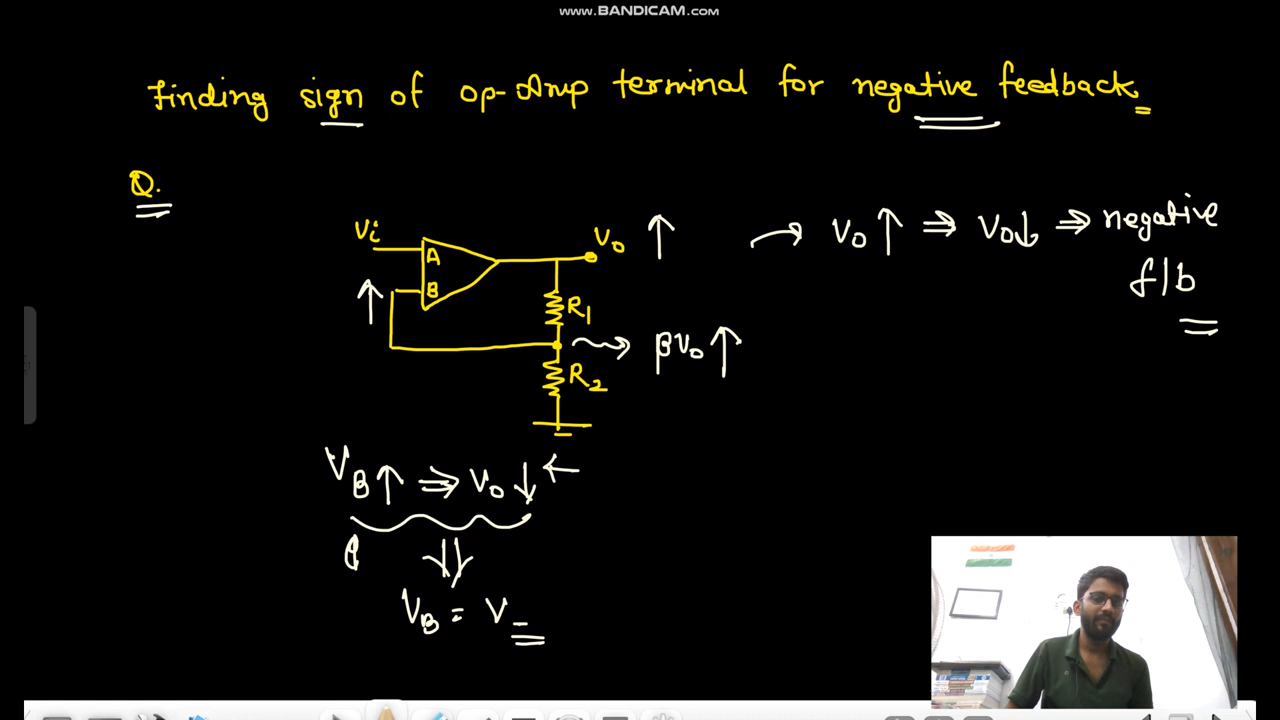 WWW.BANDICAM.COM
Finding sign of op-Amp terminal for negative feedback
Q.
Vi
A
B
Vo ↑
↑
R1
R2
βVo ↑
→ Vo ↑ ⇒ Vo ↓ ⇒ negative
f/b
VB ↑ ⇒ Vo ↓ ←
VB = V-